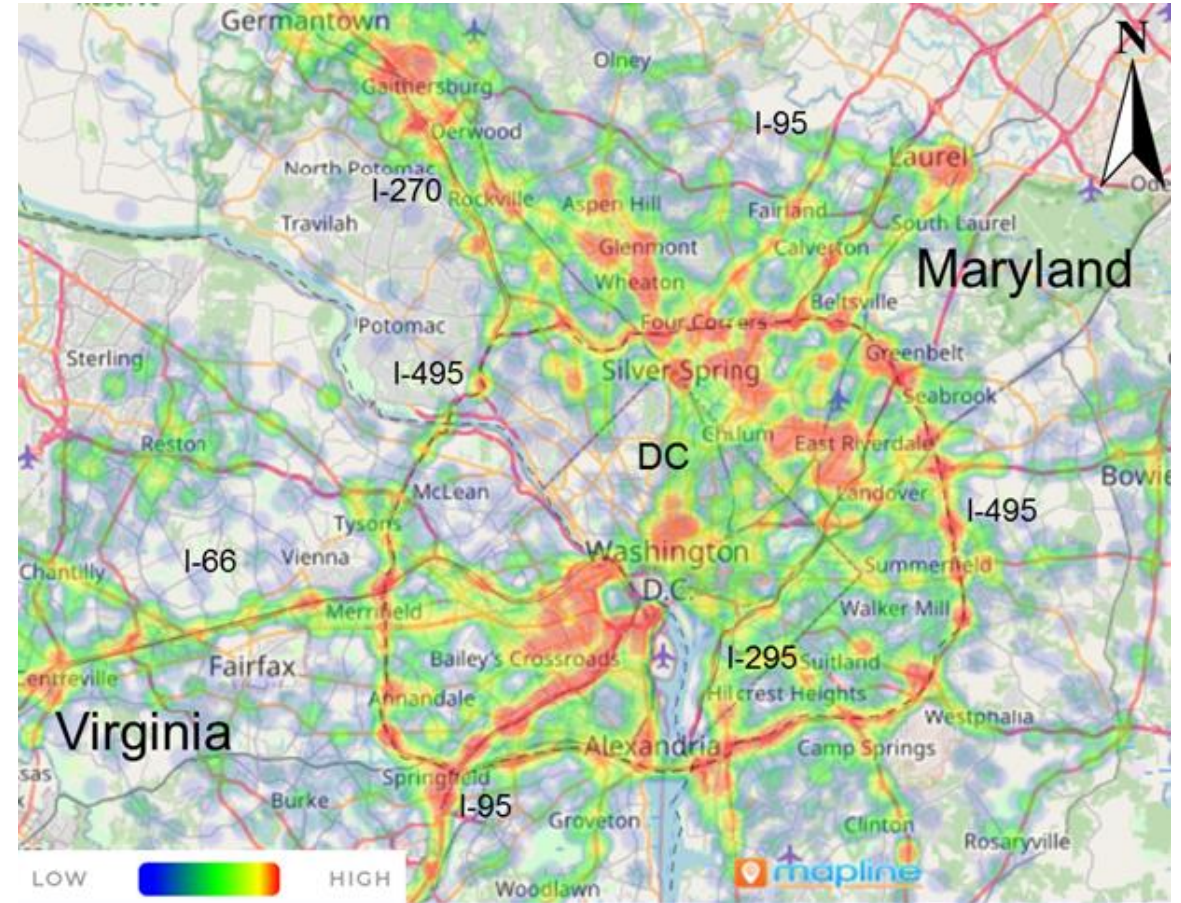 Germantown
N
Olney
Gaithersburg
I-95
Derwood
Laurel
North Potomac
I-270
Rockville
Aspen Hill
Fairland
Travilah
South Laurel
Glenmont
Calverton
Maryland
Wheaton
Beltsville
Potomac
Four Corners
Sterling
Greenbelt
I-495
Silver Spring
Seabrook
Reston
Chillum
East Riverdale
DC
Bowie
McLean
Landover
I-495
Tysons
Vienna
Washington
D.C.
I-66
Chantilly
Summerfield
Merrifield
Walker Mill
Bailey's Crossroads
I-295
Suitland
Fairfax
entreville
Annandale
Hillcrest Heights
Westphalia
Virginia
Alexandria
Camp Springs
sas
Springfield
Burke
I-95
Groveton
Clinton
Rosaryville
LOW
HIGH
mapline
Woodlawn